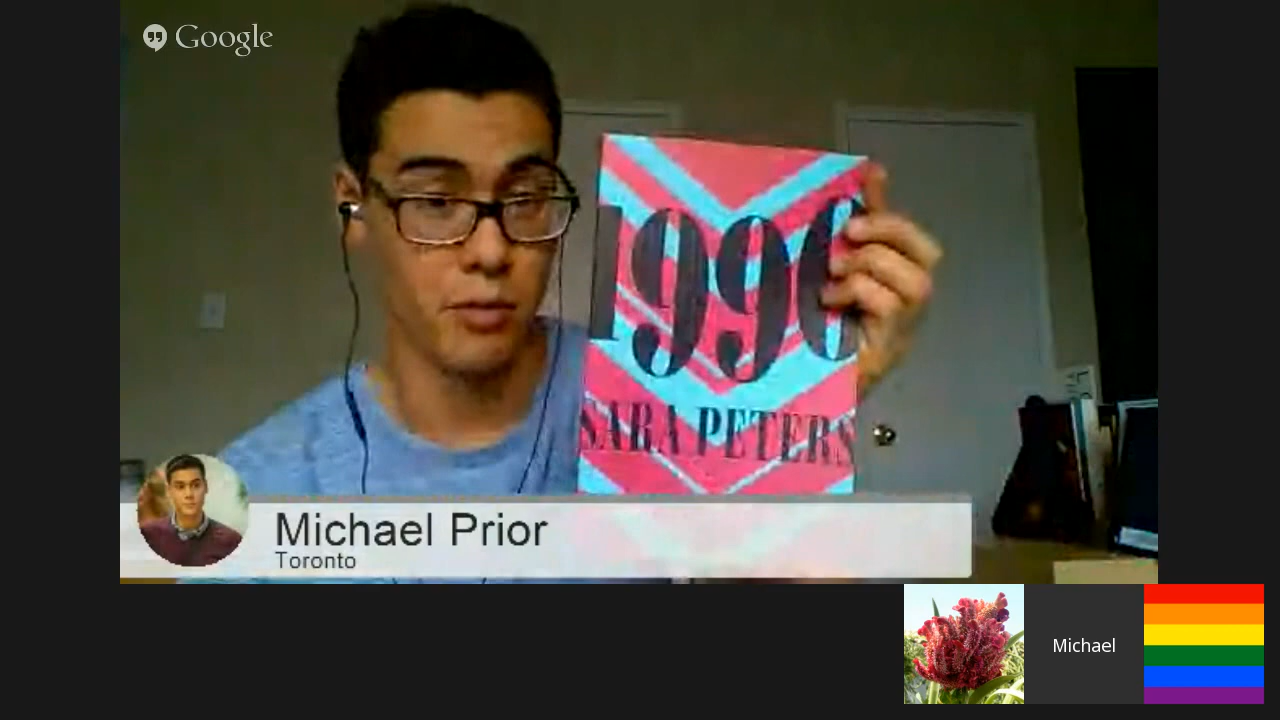 Google
1996
SARA PETERS
Michael Prior
Toronto
Michael